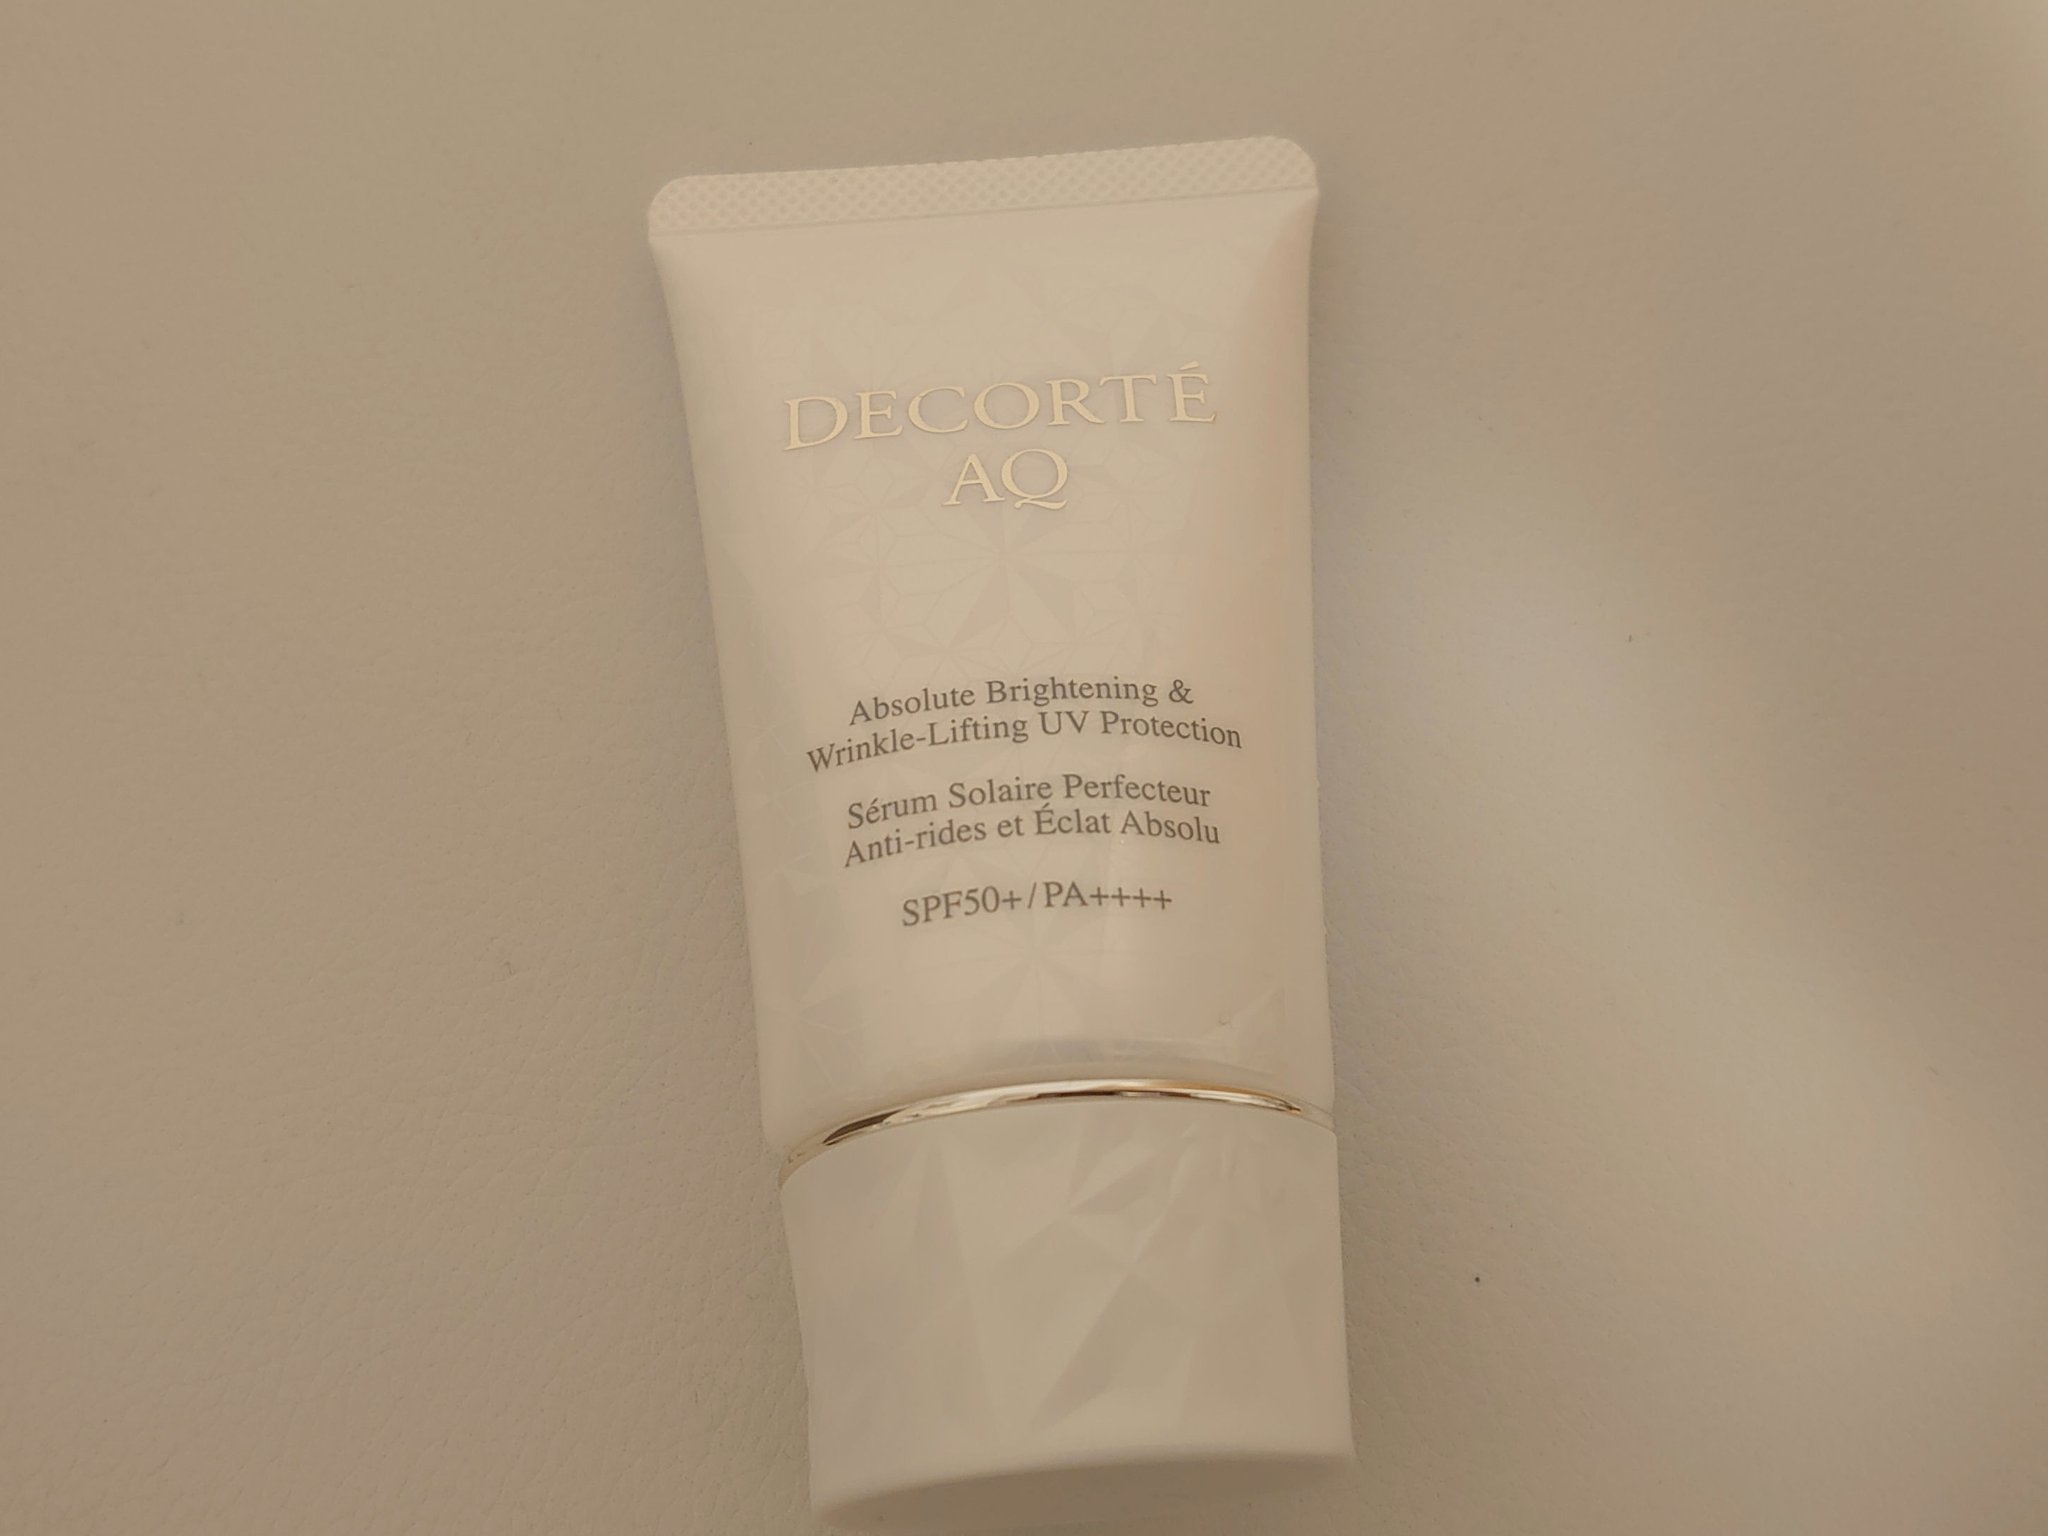 DECORTÉ
AQ
Absolute Brightening &
Wrinkle-Lifting UV Protection
Sérum Solaire Perfecteur
Anti-rides et Éclat Absolu
SPF50+/PA++++